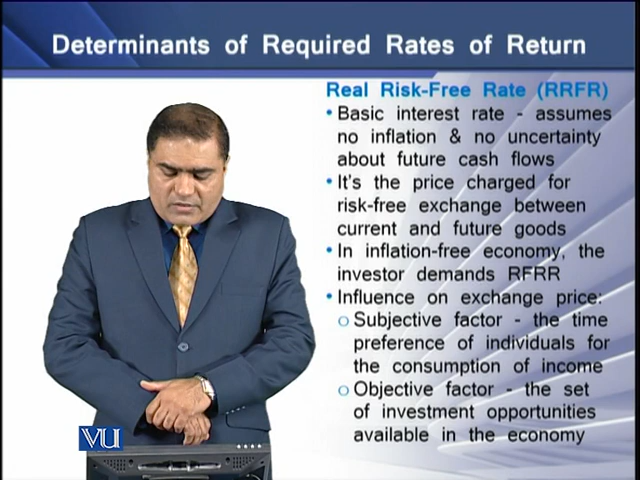 Determinants of Required Rates of Return
Real Risk-Free Rate (RRFR)
• Basic interest rate - assumes
no inflation & no uncertainty
about future cash flows
• It's the price charged for
risk-free exchange between
current and future goods
• In inflation-free economy, the
investor demands RFRR
• Influence on exchange price:
o Subjective factor - the time
preference of individuals for
the consumption of income
o Objective factor - the set
of investment opportunities
available in the economy
VU